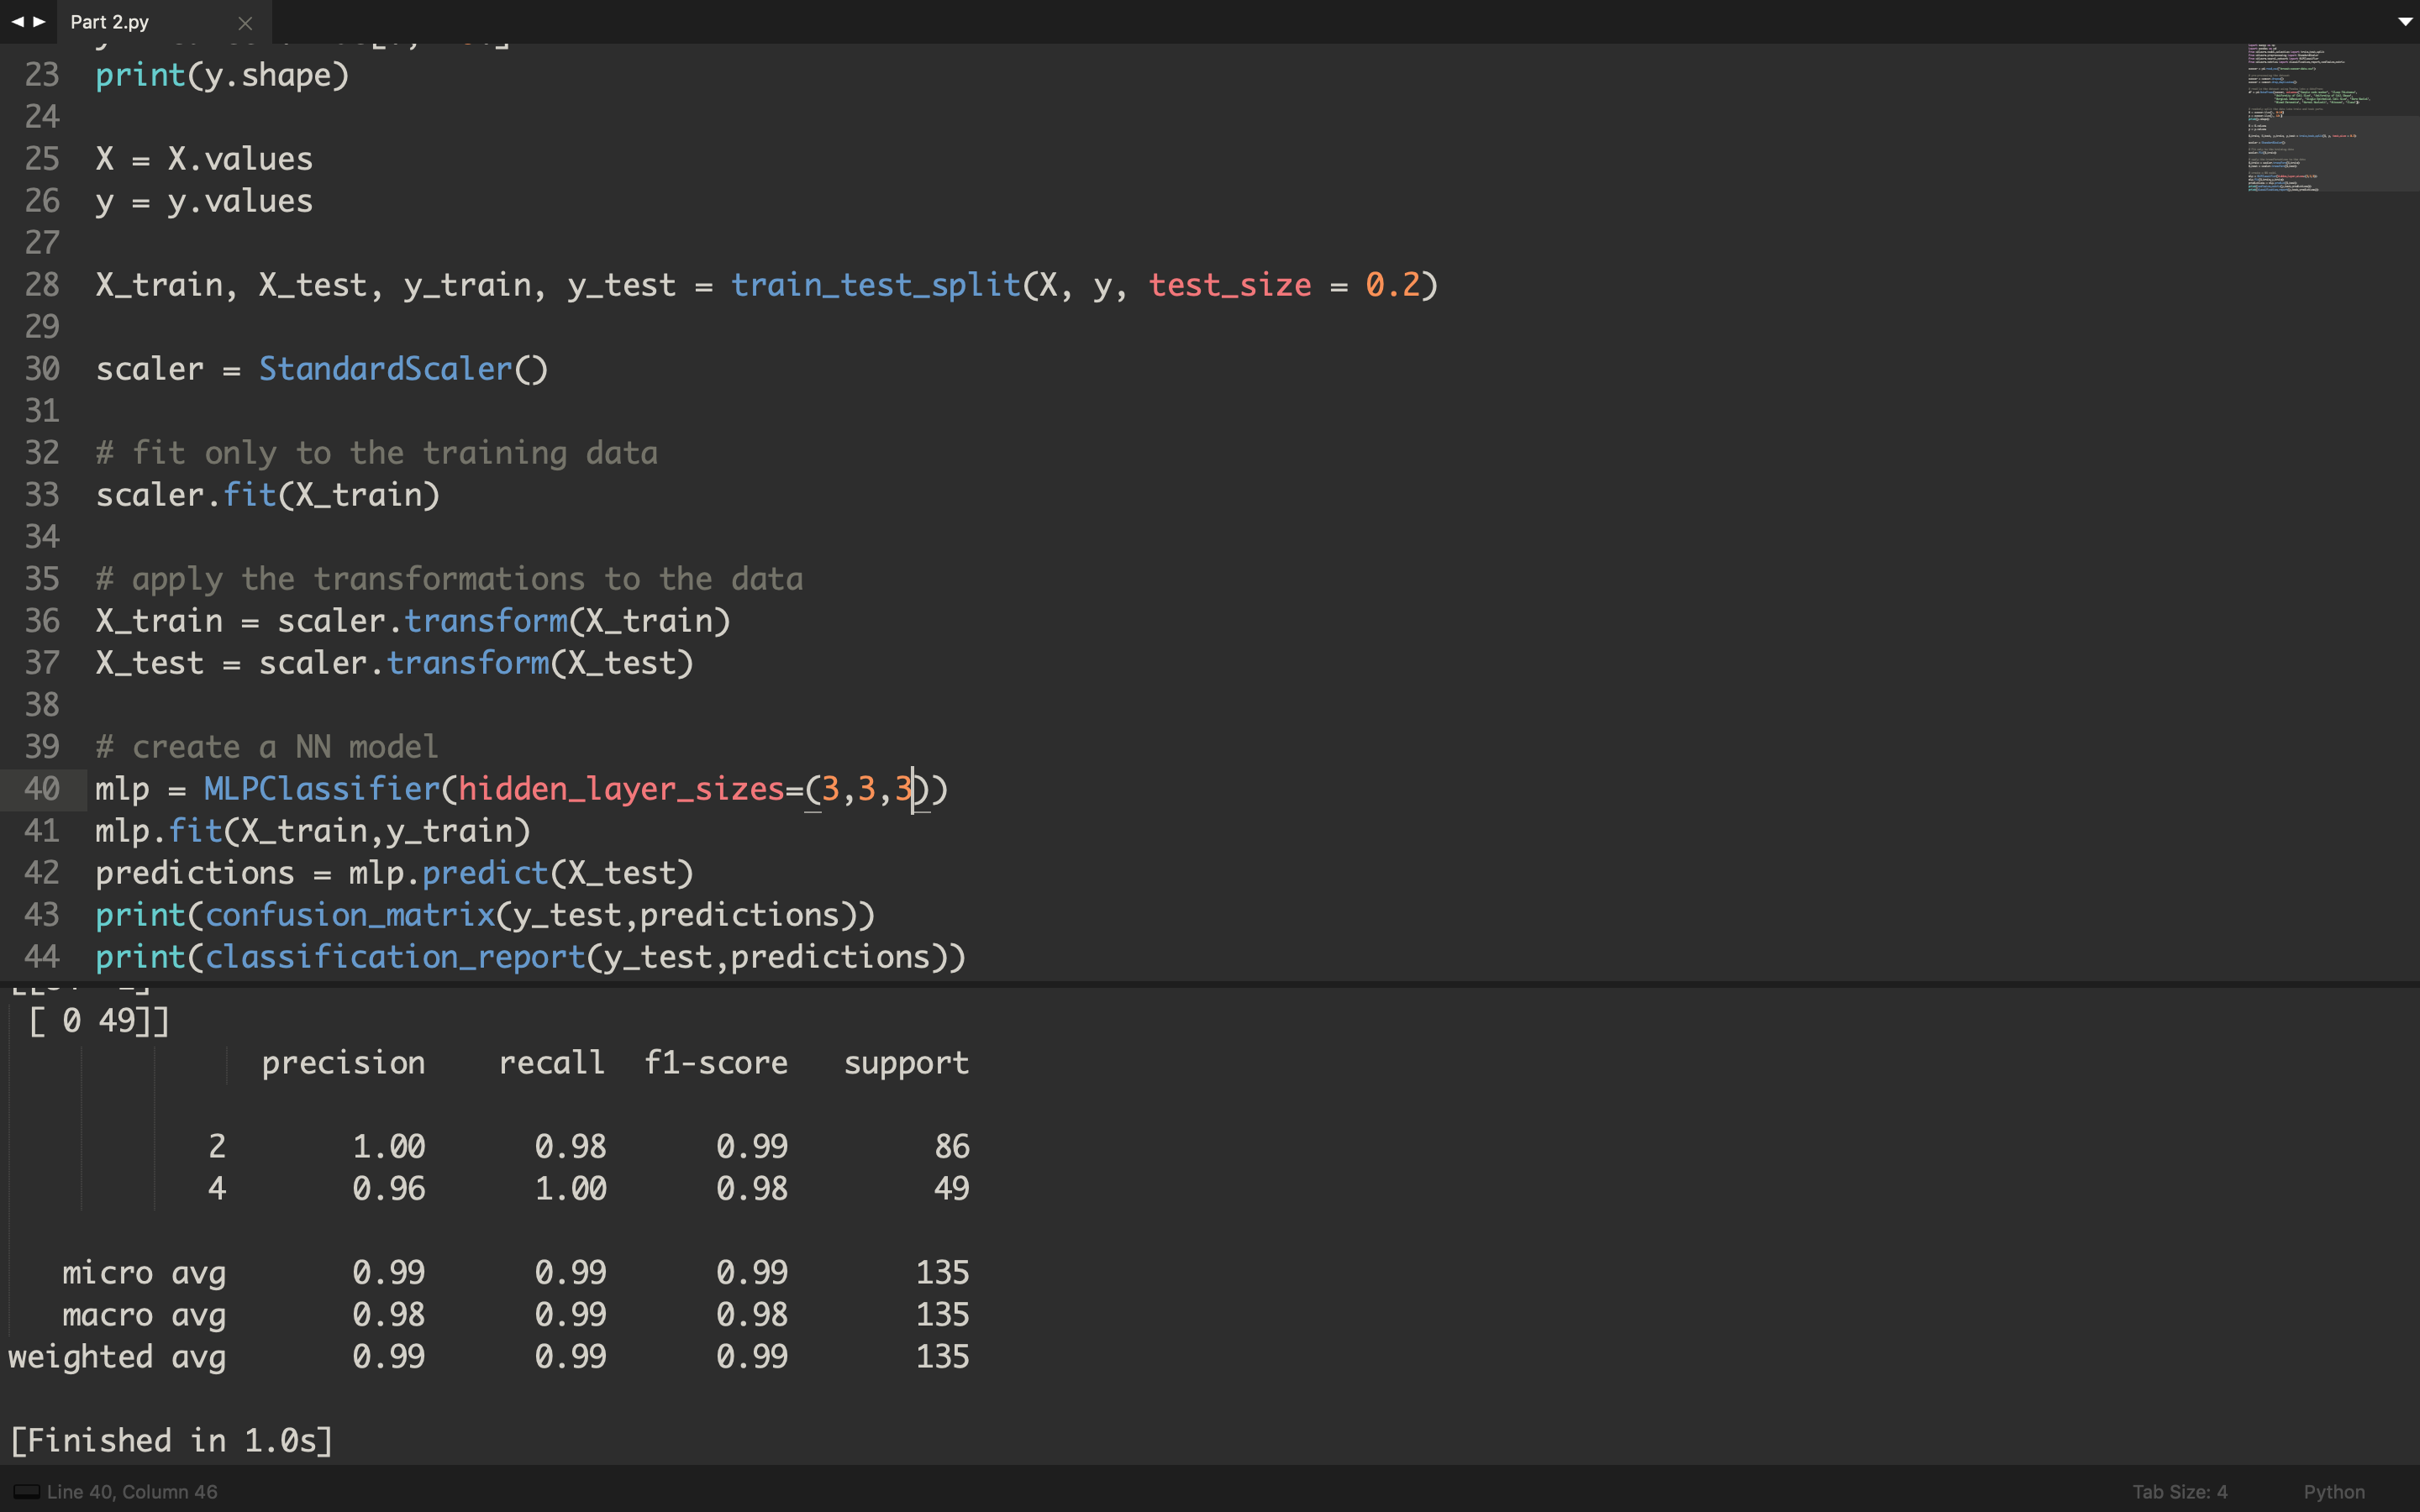 Part 2.py
23 print(y.shape)
24
25 X = X.values
26 y = y.values
27
28 X_train, X_test, y_train, y_test = train_test_split(X, y, test_size = 0.2)
29
30 scaler = StandardScaler()
31
32 # fit only to the training data
33 scaler.fit(X_train)
34
35 # apply the transformations to the data
36 X_train = scaler.transform(X_train)
37 X_test = scaler.transform(X_test)
38
39 # create a NN model
40 mlp = MLPClassifier(hidden_layer_sizes=(3,3,3))
41 mlp.fit(X_train,y_train)
42 predictions = mlp.predict(X_test)
43 print(confusion_matrix(y_test,predictions))
44 print(classification_report(y_test,predictions))
[ 0 49]]
precision recall f1-score support
2 1.00 0.98 0.99 86
4 0.96 1.00 0.98 49
micro avg 0.99 0.99 0.99 135
macro avg 0.98 0.99 0.98 135
weighted avg 0.99 0.99 0.99 135
[Finished in 1.0s]
Line 40, Column 46
Tab Size: 4
Python